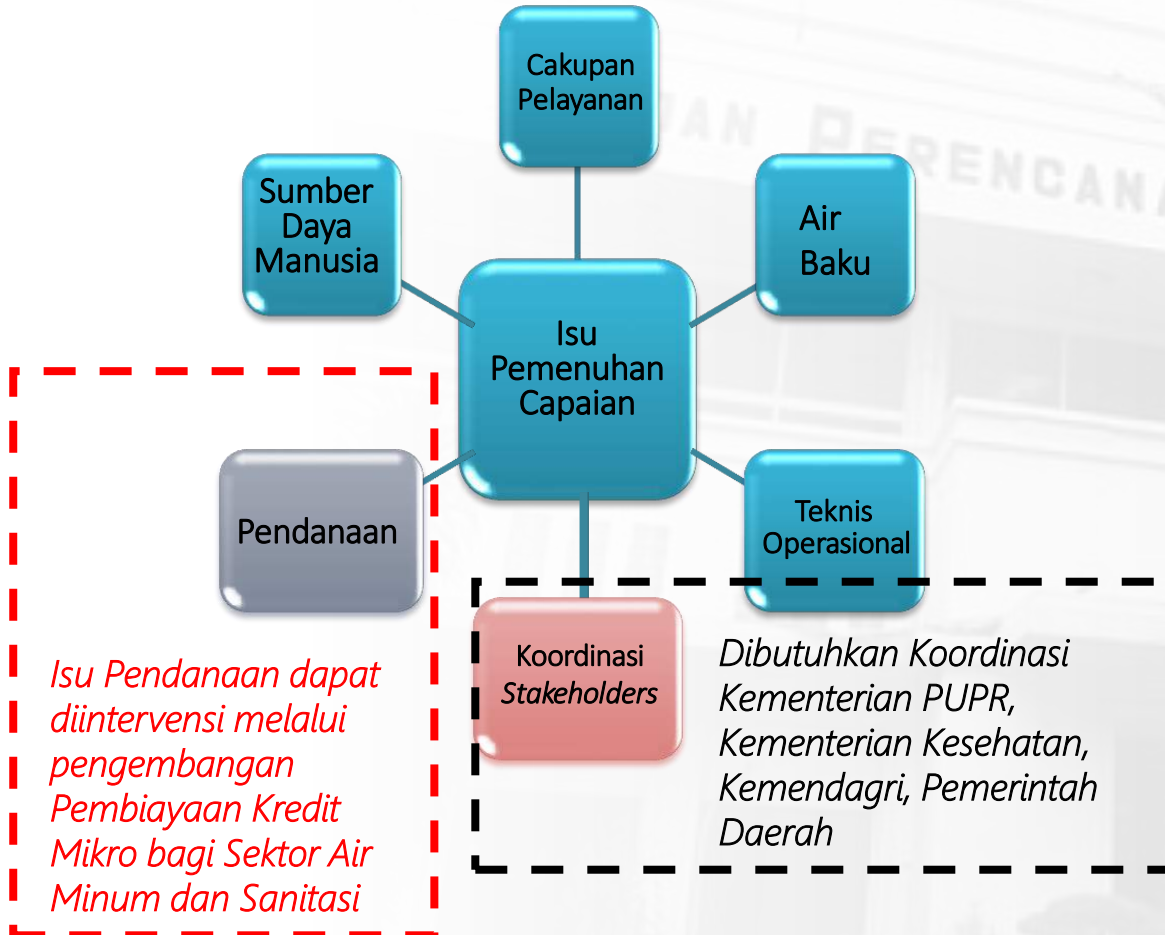 Cakupan
Pelayanan
JAN PERENCANA
Sumber
Daya
Manusia
Air
Baku
Isu
Pemenuhan
Capaian
Pendanaan
Teknis
Operasional
Koordinasi
Stakeholders
Isu Pendanaan dapat
diintervensi melalui
pengembangan
Pembiayaan Kredit
Mikro bagi Sektor Air
Minum dan Sanitasi
Dibutuhkan Koordinasi
Kementerian PUPR,
Kementerian Kesehatan,
Kemendagri, Pemerintah
Daerah